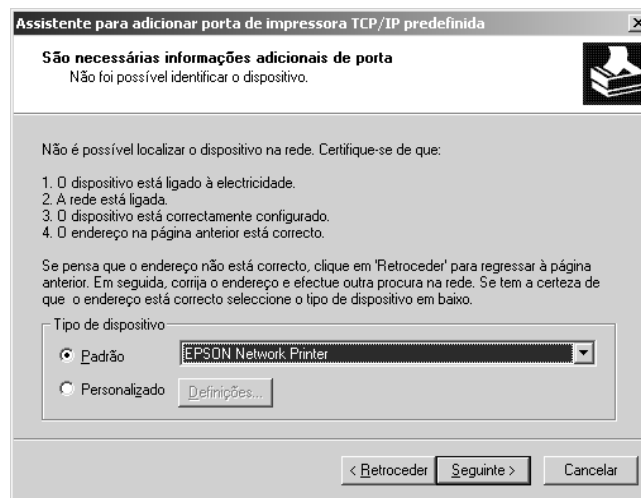 Assistente para adicionar porta de impressora TCP/IP predefinida
São necessárias informações adicionais de porta
Não foi possível identificar o dispositivo.
Não é possível localizar o dispositivo na rede. Certifique-se de que:
1. O dispositivo está ligado à electricidade.
2. A rede está ligada.
3. O dispositivo está correctamente configurado.
4. O endereço na página anterior está correcto.
Se pensa que o endereço não está correcto, clique em 'Retroceder' para regressar à página
anterior. Em seguida, corrija o endereço e efectue outra procura na rede. Se tem a certeza de
que o endereço está correcto seleccione o tipo de dispositivo em baixo.
Tipo de dispositivo
Padrão
EPSON Network Printer
Personalizado
Definições...
< Retroceder
Seguinte >
Cancelar